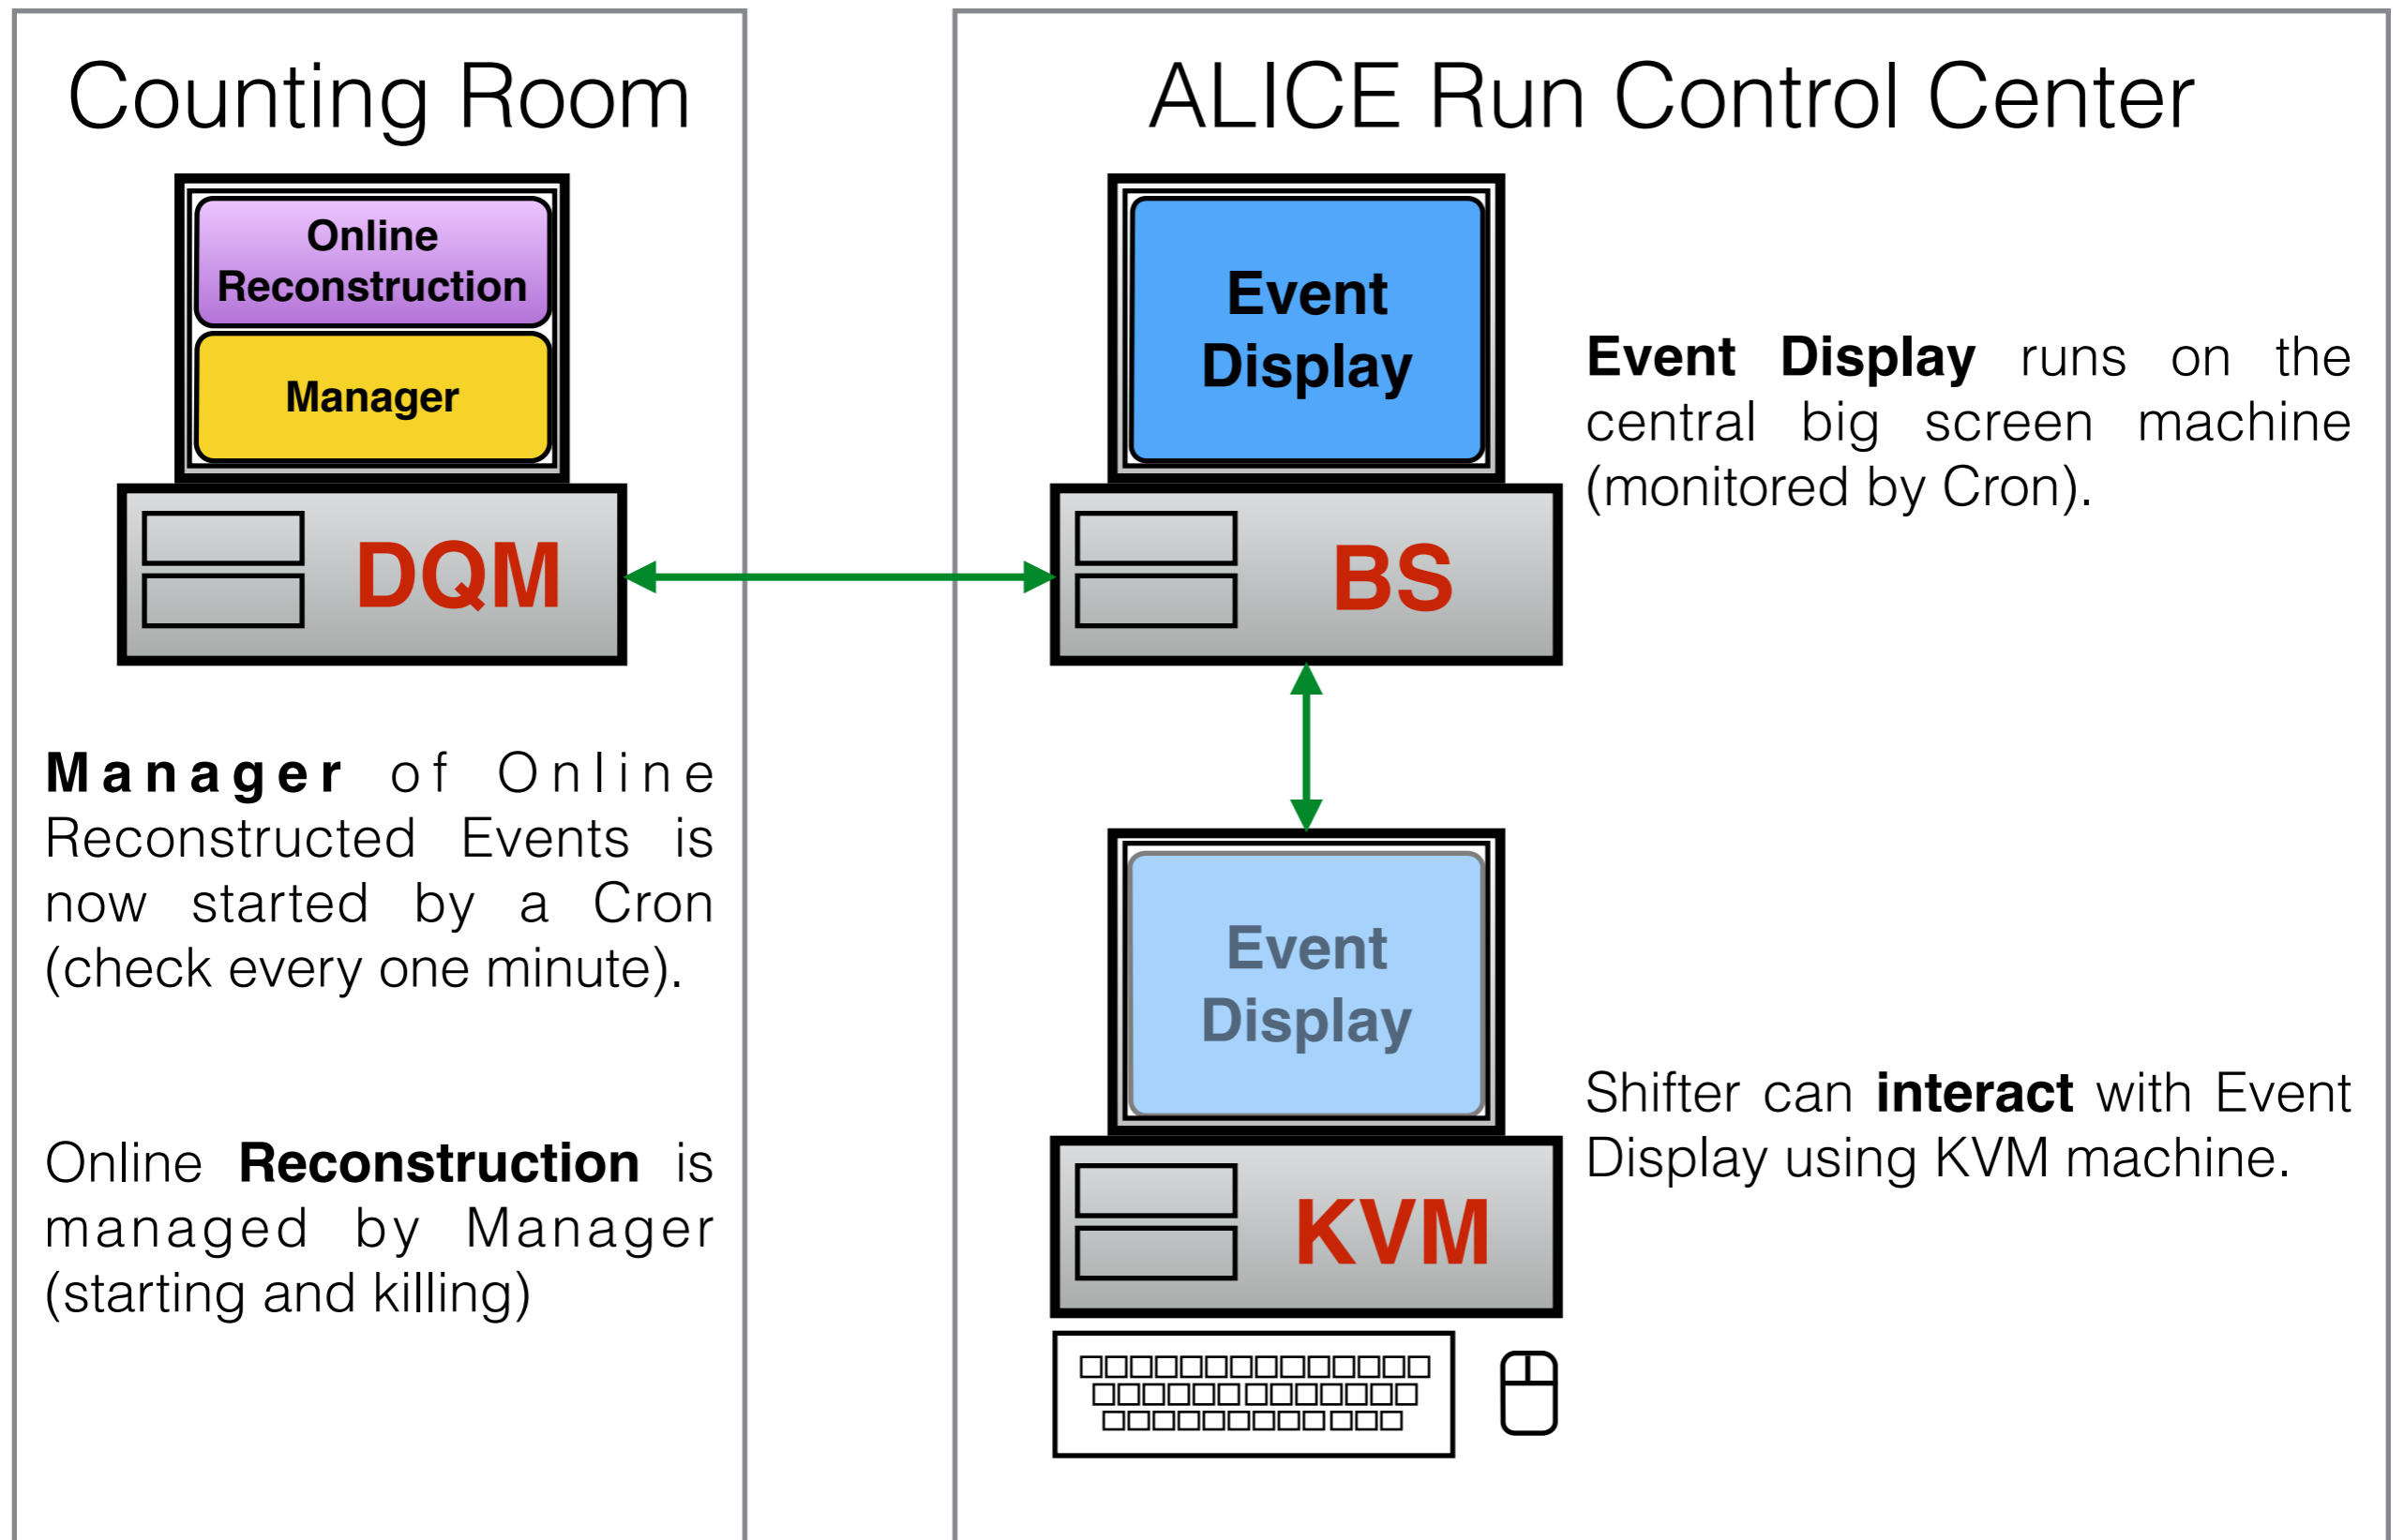 Counting Room
Online
Reconstruction
Manager
DQM
Manager of Online
Reconstructed Events is
now started by a Cron
(check every one minute).
Online Reconstruction is
managed by Manager
(starting and killing)
ALICE Run Control Center
Event
Display
BS
Event Display runs on the
central big screen machine
(monitored by Cron).
Event
Display
KVM
Shifter can interact with Event
Display using KVM machine.